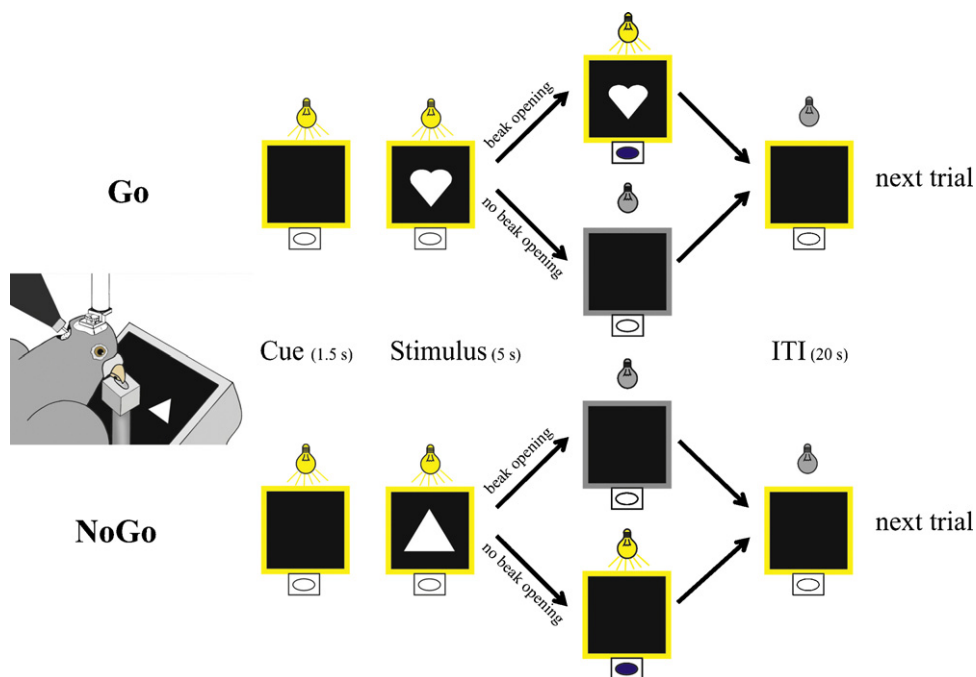 beak opening
Go
no beak opening
next trial
Cue (1.5 s)
Stimulus (5 s)
ITI (20 s)
beak opening
NoGo
no beak opening
next trial